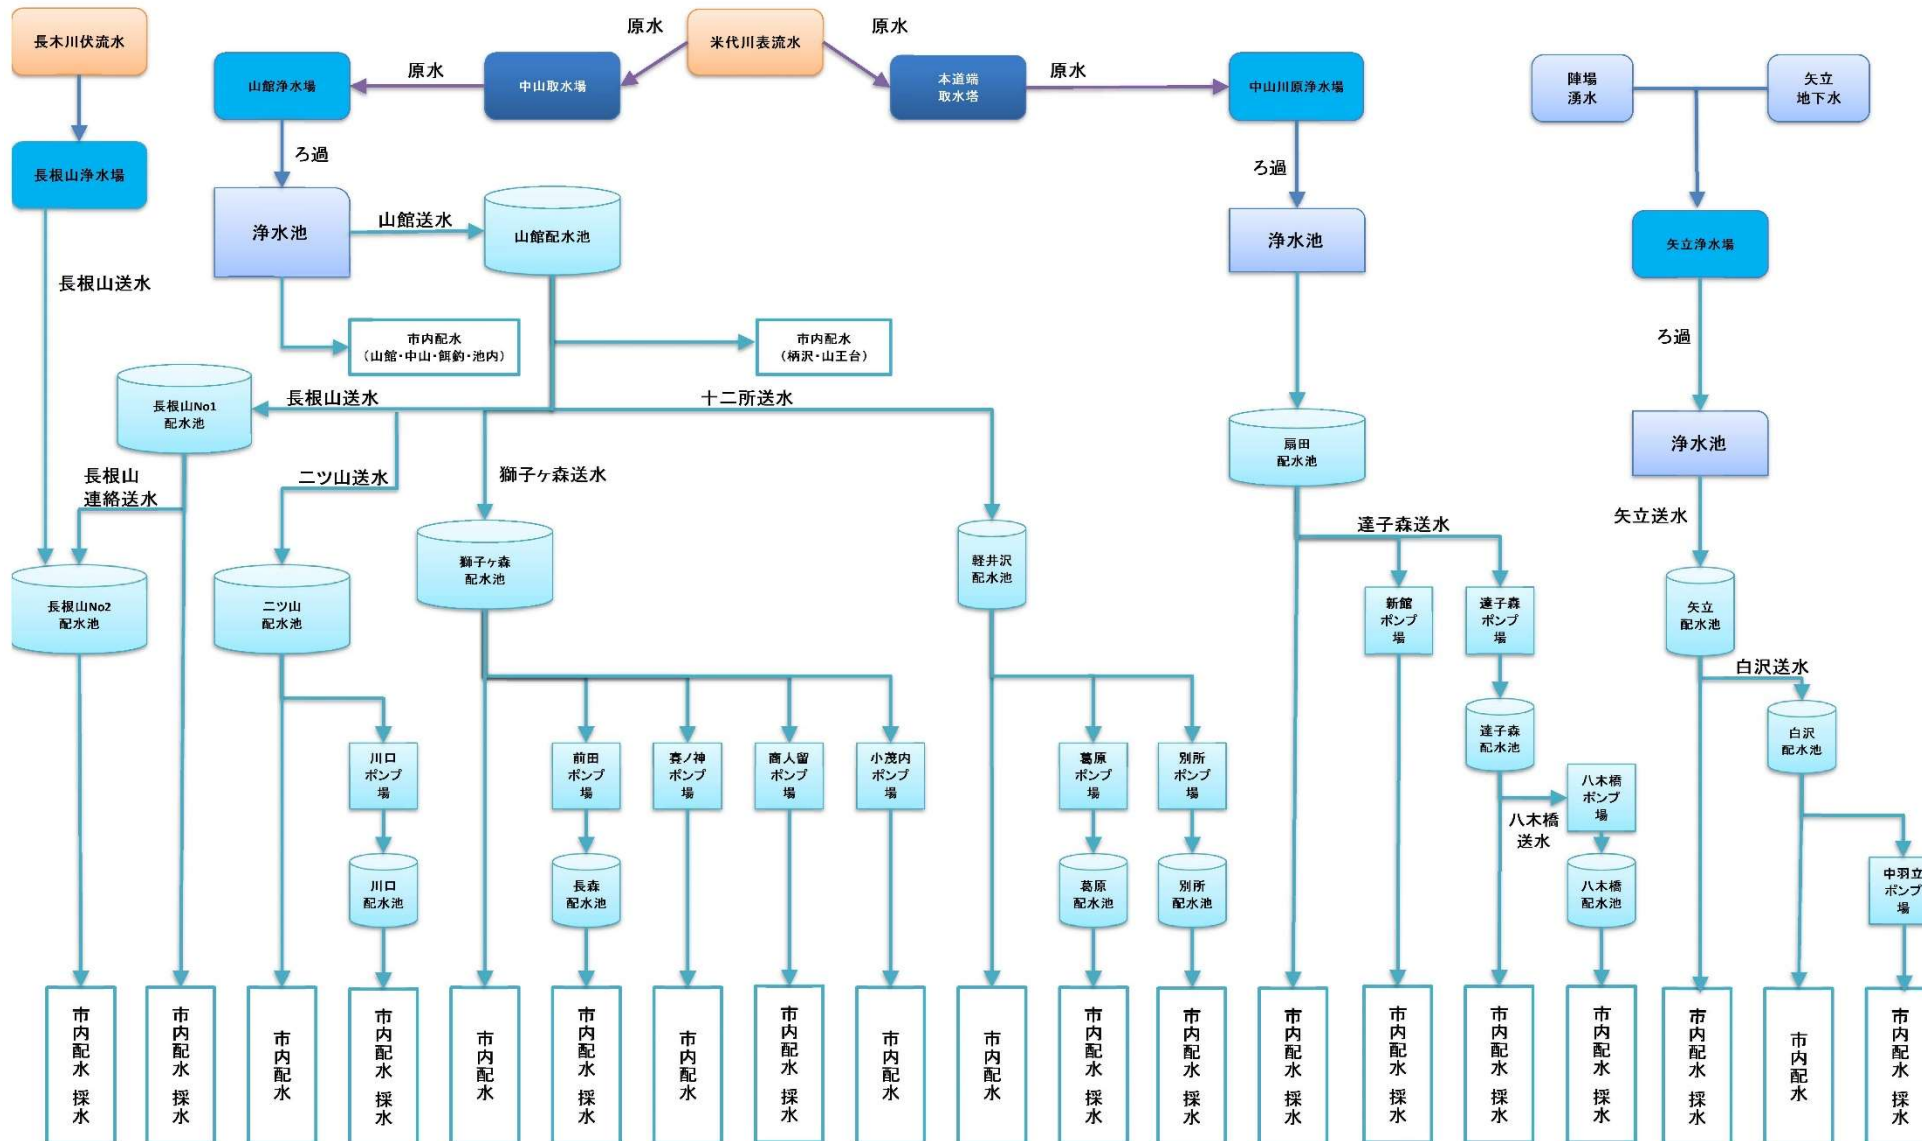 長木川伏流水
原水
米代川表流水
原水
山館浄水場
原水
中山取水場
本道端
取水塔
原水
中山川原浄水場
陣場
湧水
矢立
地下水
長根山浄水場
ろ過
ろ過
浄水池
山館送水
山館配水池
浄水池
矢立浄水場
長根山送水
市内配水
(山館・中山・餌釣・池内)
市内配水
(柄沢・山王台)
ろ過
長根山No1
配水池
長根山送水
十二所送水
扇田
配水池
浄水池
長根山
連絡送水
二ツ山送水
獅子ヶ森送水
達子森送水
矢立送水
長根山No2
配水池
二ツ山
配水池
獅子ヶ森
配水池
軽井沢
配水池
新館
ポンプ
場
達子森
ポンプ
場
矢立
配水池
白沢送水
川口
ポンプ
場
前田
ポンプ
場
ノ神
ポンプ
場
商人留
ポンプ
場
小茂内
ポンプ
場
葛原
ポンプ
場
別所
ポンプ
場
達子森
配水池
八木橋
ポンプ
場
白沢
配水池
八木橋
送水
川口
配水池
長森
配水池
葛原
配水池
別所
配水池
八木橋
配水池
中羽立
ポンプ
場
市内配水 採水
市内配水 採水
市内配水
市内配水 採水
市内配水
市内配水 採水
市内配水
市内配水 採水
市内配水
市内配水
市内配水 採水
市内配水 採水
市内配水 採水
市内配水 採水
市内配水 採水
市内配水 採水
市内配水 採水
市内配水
市内配水 採水